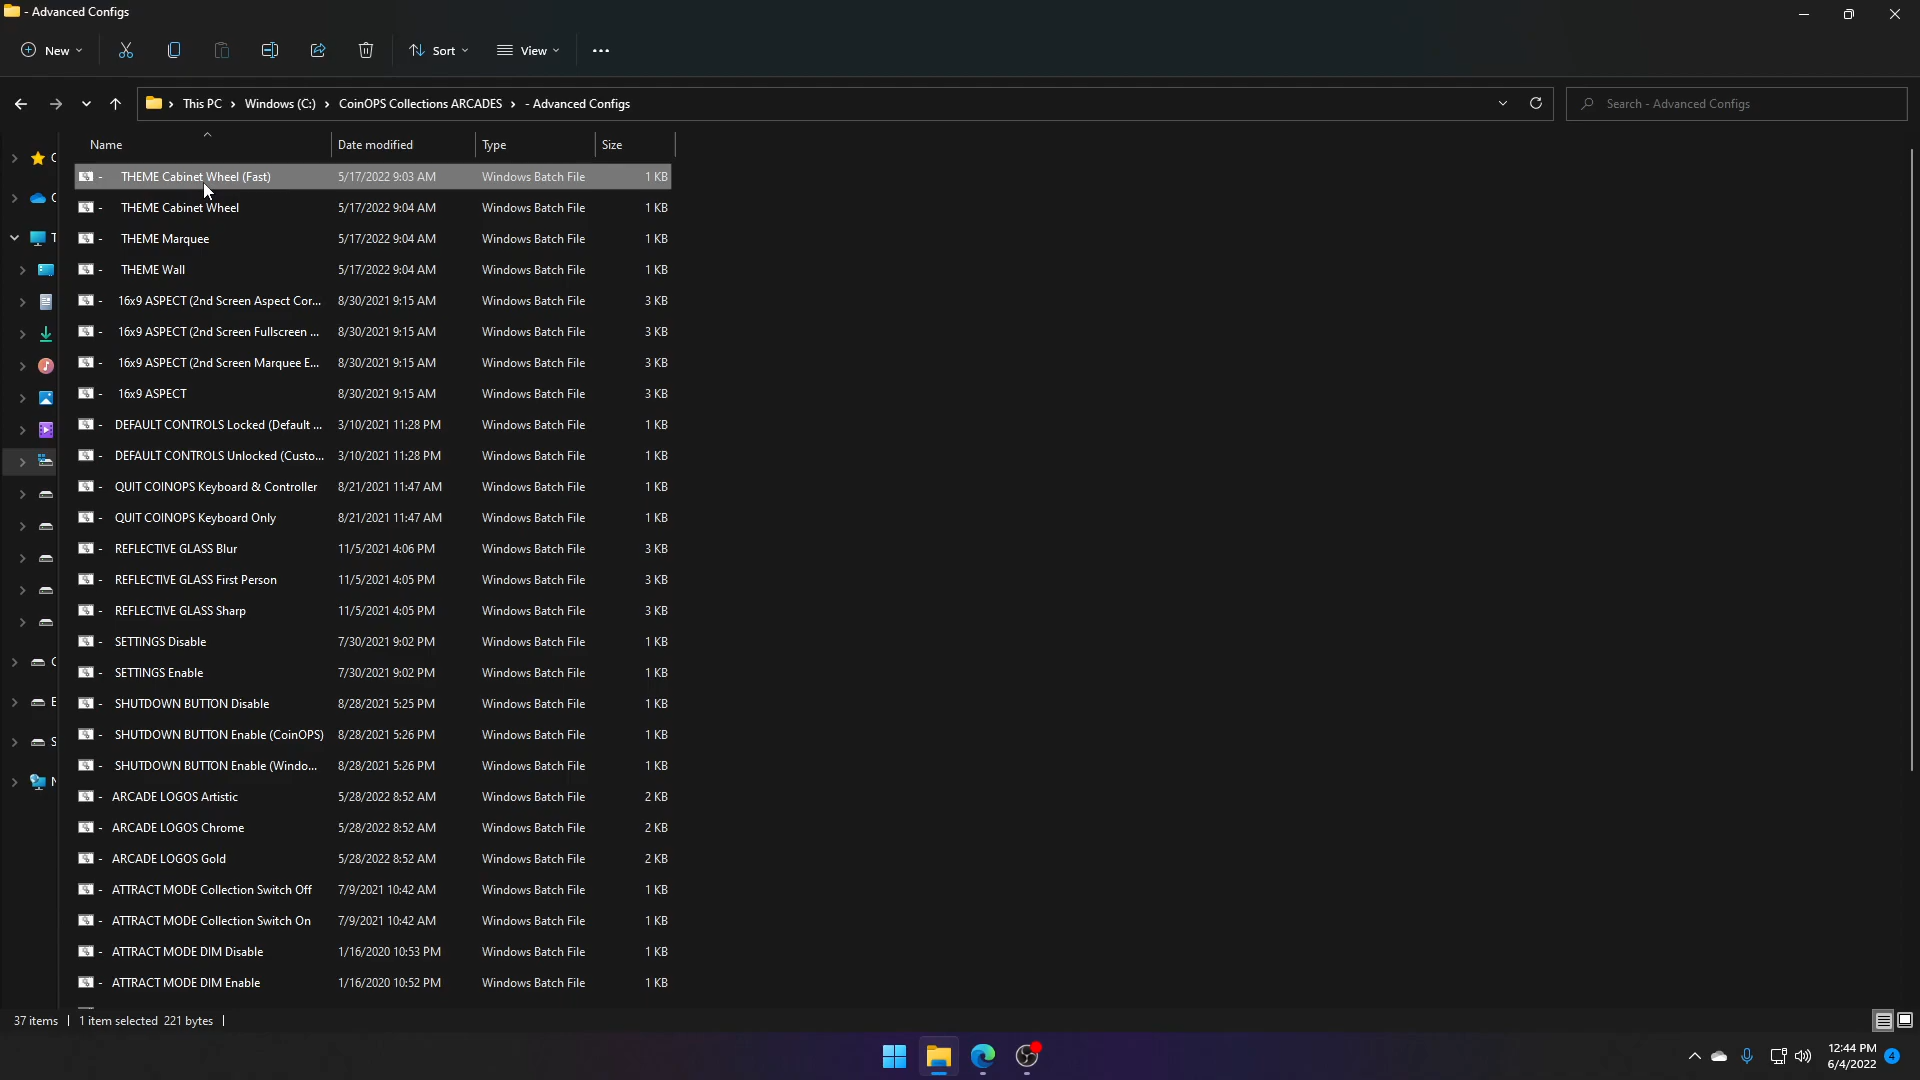 - Advanced Configs
New
Sort
View
This PC > Windows (C:) > CoinOPS Collections ARCADES > - Advanced Configs
Search - Advanced Configs
Name Date modified Type Size
- THEME Cabinet Wheel (Fast) 5/17/2022 9:03 AM Windows Batch File 1 KB
- THEME Cabinet Wheel 5/17/2022 9:04 AM Windows Batch File 1 KB
- THEME Marquee 5/17/2022 9:04 AM Windows Batch File 1 KB
- THEME Wall 5/17/2022 9:04 AM Windows Batch File 1 KB
- 16x9 ASPECT (2nd Screen Aspect Cor... 8/30/2021 9:15 AM Windows Batch File 3 KB
- 16x9 ASPECT (2nd Screen Fullscreen ... 8/30/2021 9:15 AM Windows Batch File 3 KB
- 16x9 ASPECT (2nd Screen Marquee E... 8/30/2021 9:15 AM Windows Batch File 3 KB
- 16x9 ASPECT 8/30/2021 9:15 AM Windows Batch File 3 KB
- DEFAULT CONTROLS Locked (Default ... 3/10/2021 11:28 PM Windows Batch File 1 KB
- DEFAULT CONTROLS Unlocked (Custo... 3/10/2021 11:28 PM Windows Batch File 1 KB
- QUIT COINOPS Keyboard & Controller 8/21/2021 11:47 AM Windows Batch File 1 KB
- QUIT COINOPS Keyboard Only 8/21/2021 11:47 AM Windows Batch File 1 KB
- REFLECTIVE GLASS Blur 11/5/2021 4:06 PM Windows Batch File 3 KB
- REFLECTIVE GLASS First Person 11/5/2021 4:05 PM Windows Batch File 3 KB
- REFLECTIVE GLASS Sharp 11/5/2021 4:05 PM Windows Batch File 3 KB
- SETTINGS Disable 7/30/2021 9:02 PM Windows Batch File 1 KB
- SETTINGS Enable 7/30/2021 9:02 PM Windows Batch File 1 KB
- SHUTDOWN BUTTON Disable 8/28/2021 5:25 PM Windows Batch File 1 KB
- SHUTDOWN BUTTON Enable (CoinOPS) 8/28/2021 5:26 PM Windows Batch File 1 KB
- SHUTDOWN BUTTON Enable (Windo... 8/28/2021 5:26 PM Windows Batch File 1 KB
- ARCADE LOGOS Artistic 5/28/2022 8:52 AM Windows Batch File 2 KB
- ARCADE LOGOS Chrome 5/28/2022 8:52 AM Windows Batch File 2 KB
- ARCADE LOGOS Gold 5/28/2022 8:52 AM Windows Batch File 2 KB
- ATTRACT MODE Collection Switch Off 7/9/2021 10:42 AM Windows Batch File 1 KB
- ATTRACT MODE Collection Switch On 7/9/2021 10:42 AM Windows Batch File 1 KB
- ATTRACT MODE DIM Disable 1/16/2020 10:53 PM Windows Batch File 1 KB
- ATTRACT MODE DIM Enable 1/16/2020 10:52 PM Windows Batch File 1 KB
37 items 1 item selected 221 bytes
12:44 PM
6/4/2022
4